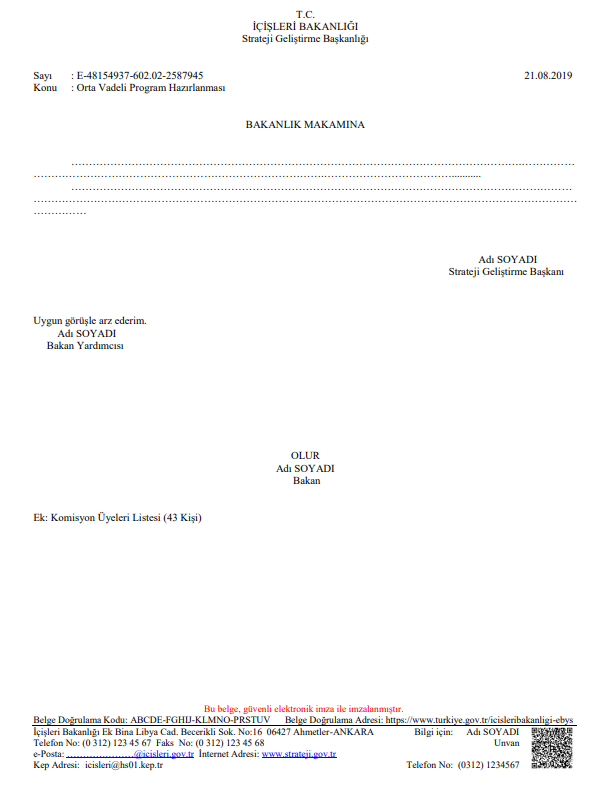 T.C.
İÇİŞLERİ BAKANLIĞI
Strateji Geliştirme Başkanlığı
Sayı : E-48154937-602.02-2587945 21.08.2019
Konu : Orta Vadeli Program Hazırlanması
BAKANLIK MAKAMINA
……………………………………………………………………………………………………………………………
……………………………………………………………………………………………………...........
……………………………………………………………………………………………………………………………
………………………………………………………………………………………………………………………………………
……………
Adı SOYADI
Strateji Geliştirme Başkanı
Uygun görüşle arz ederim.
Adı SOYADI
Bakan Yardımcısı
OLUR
Adı SOYADI
Bakan
Ek: Komisyon Üyeleri Listesi (43 Kişi)
Bu belge, güvenli elektronik imza ile imzalanmıştır.
Belge Doğrulama Kodu: ABCDE-FGHIJ-KLMNO-PRSTUV Belge Doğrulama Adresi: https://www.turkiye.gov.tr/icisleribakanligi-ebys
İçişleri Bakanlığı Ek Bina Libya Cad. Becerikli Sok. No:16 06427 Ahmetler-ANKARA Bilgi için: Adı SOYADI
Telefon No: (0 312) 123 45 67 Faks No: (0 312) 123 45 68 Unvan
e-Posta: …………………@icisleri.gov.tr İnternet Adresi: www.strateji.gov.tr
Kep Adresi: icisleri@hs01.kep.tr Telefon No: (0312) 1234567